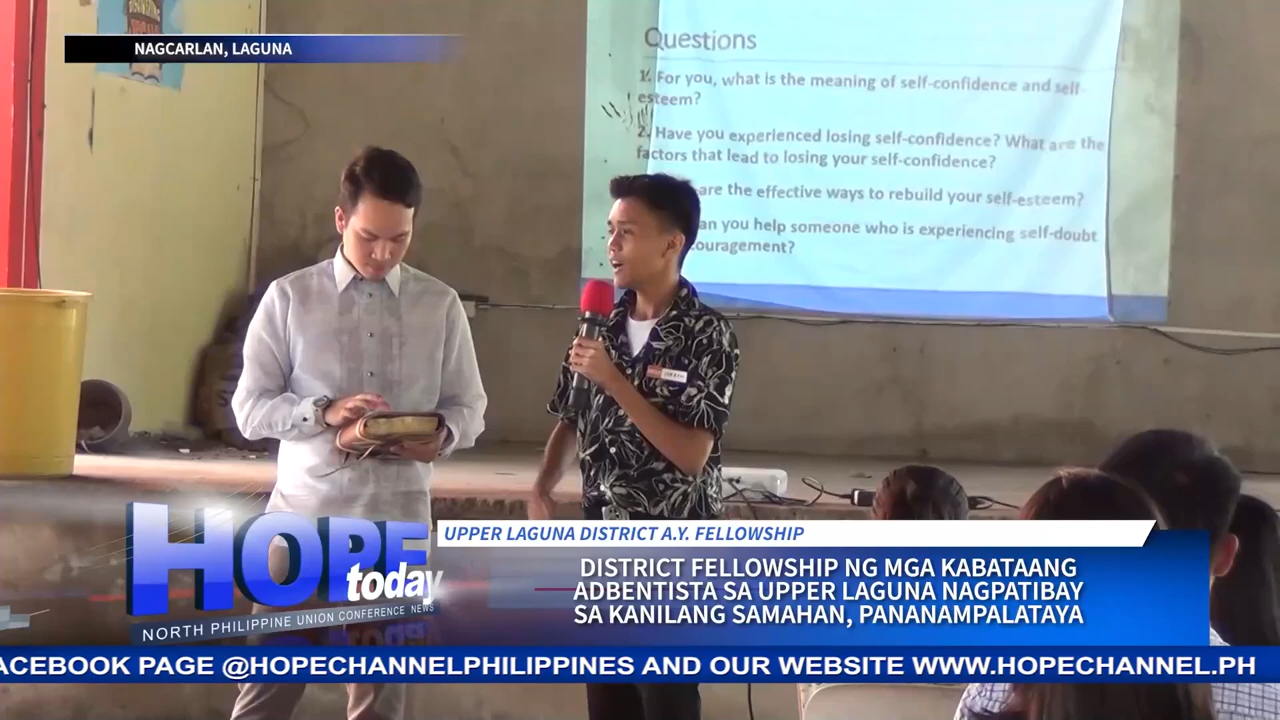 NAGCARLAN, LAGUNA
Questions
1. For you, what is the meaning of self-confidence and self-
esteem?
2. Have you experienced losing self-confidence? What are the
factors that lead to losing your self-confidence?
are the effective ways to rebuild your self-esteem?
an you help someone who is experiencing self-doubt
couragement?
UPPER LAGUNA DISTRICT A.Y. FELLOWSHIP
HOPE
today
NORTH PHILIPPINE UNION CONFERENCE NEWS
DISTRICT FELLOWSHIP NG MGA KABATAANG
ADBENTISTA SA UPPER LAGUNA NAGPATIBAY
SA KANILANG SAMAHAN, PANANAMPALATAYA
ACEBOOK PAGE @HOPECHANNELPHILIPPINES AND OUR WEBSITE WWW.HOPECHANNEL.PH